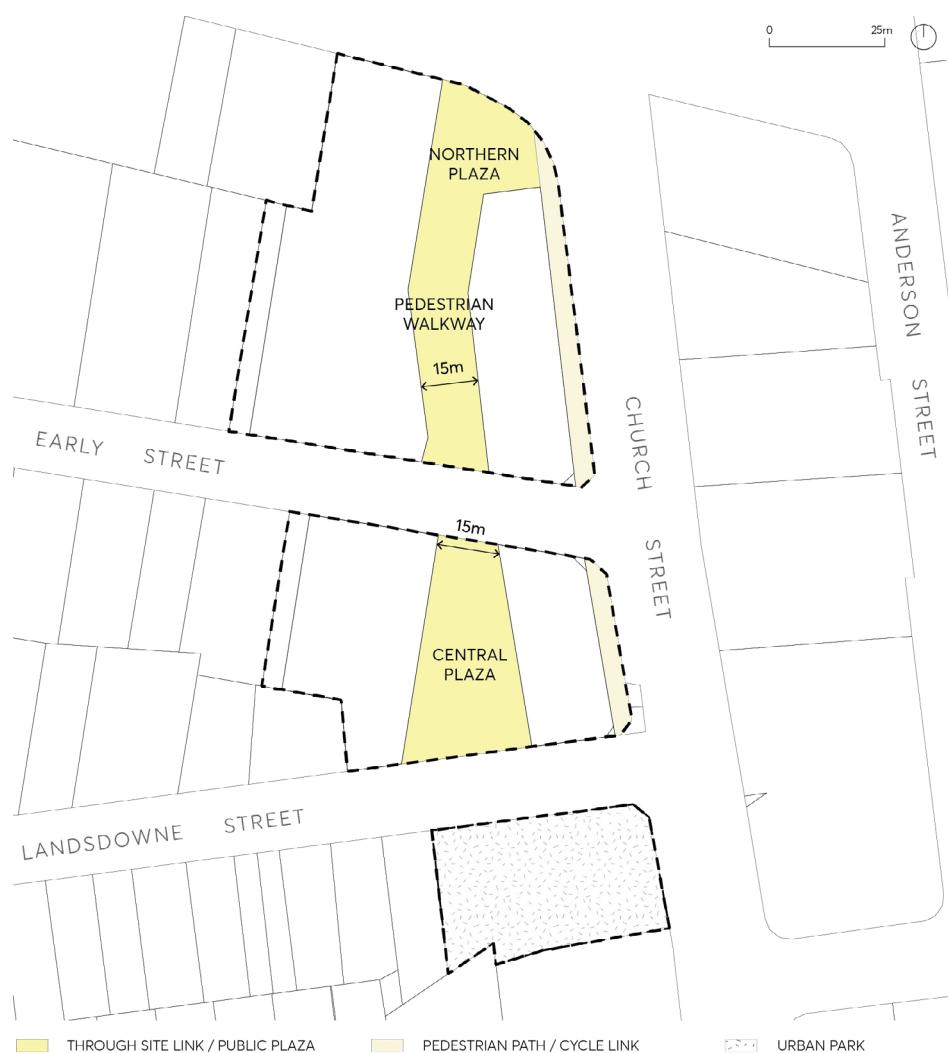 0 25m
NORTHERN
PLAZA
ANDERSON STREET
PEDESTRIAN
WALKWAY
15m
CHURCH STREET
EARLY STREET
15m
CENTRAL
PLAZA
LANDSDOWNE STREET
THROUGH SITE LINK / PUBLIC PLAZA
PEDESTRIAN PATH / CYCLE LINK
URBAN PARK